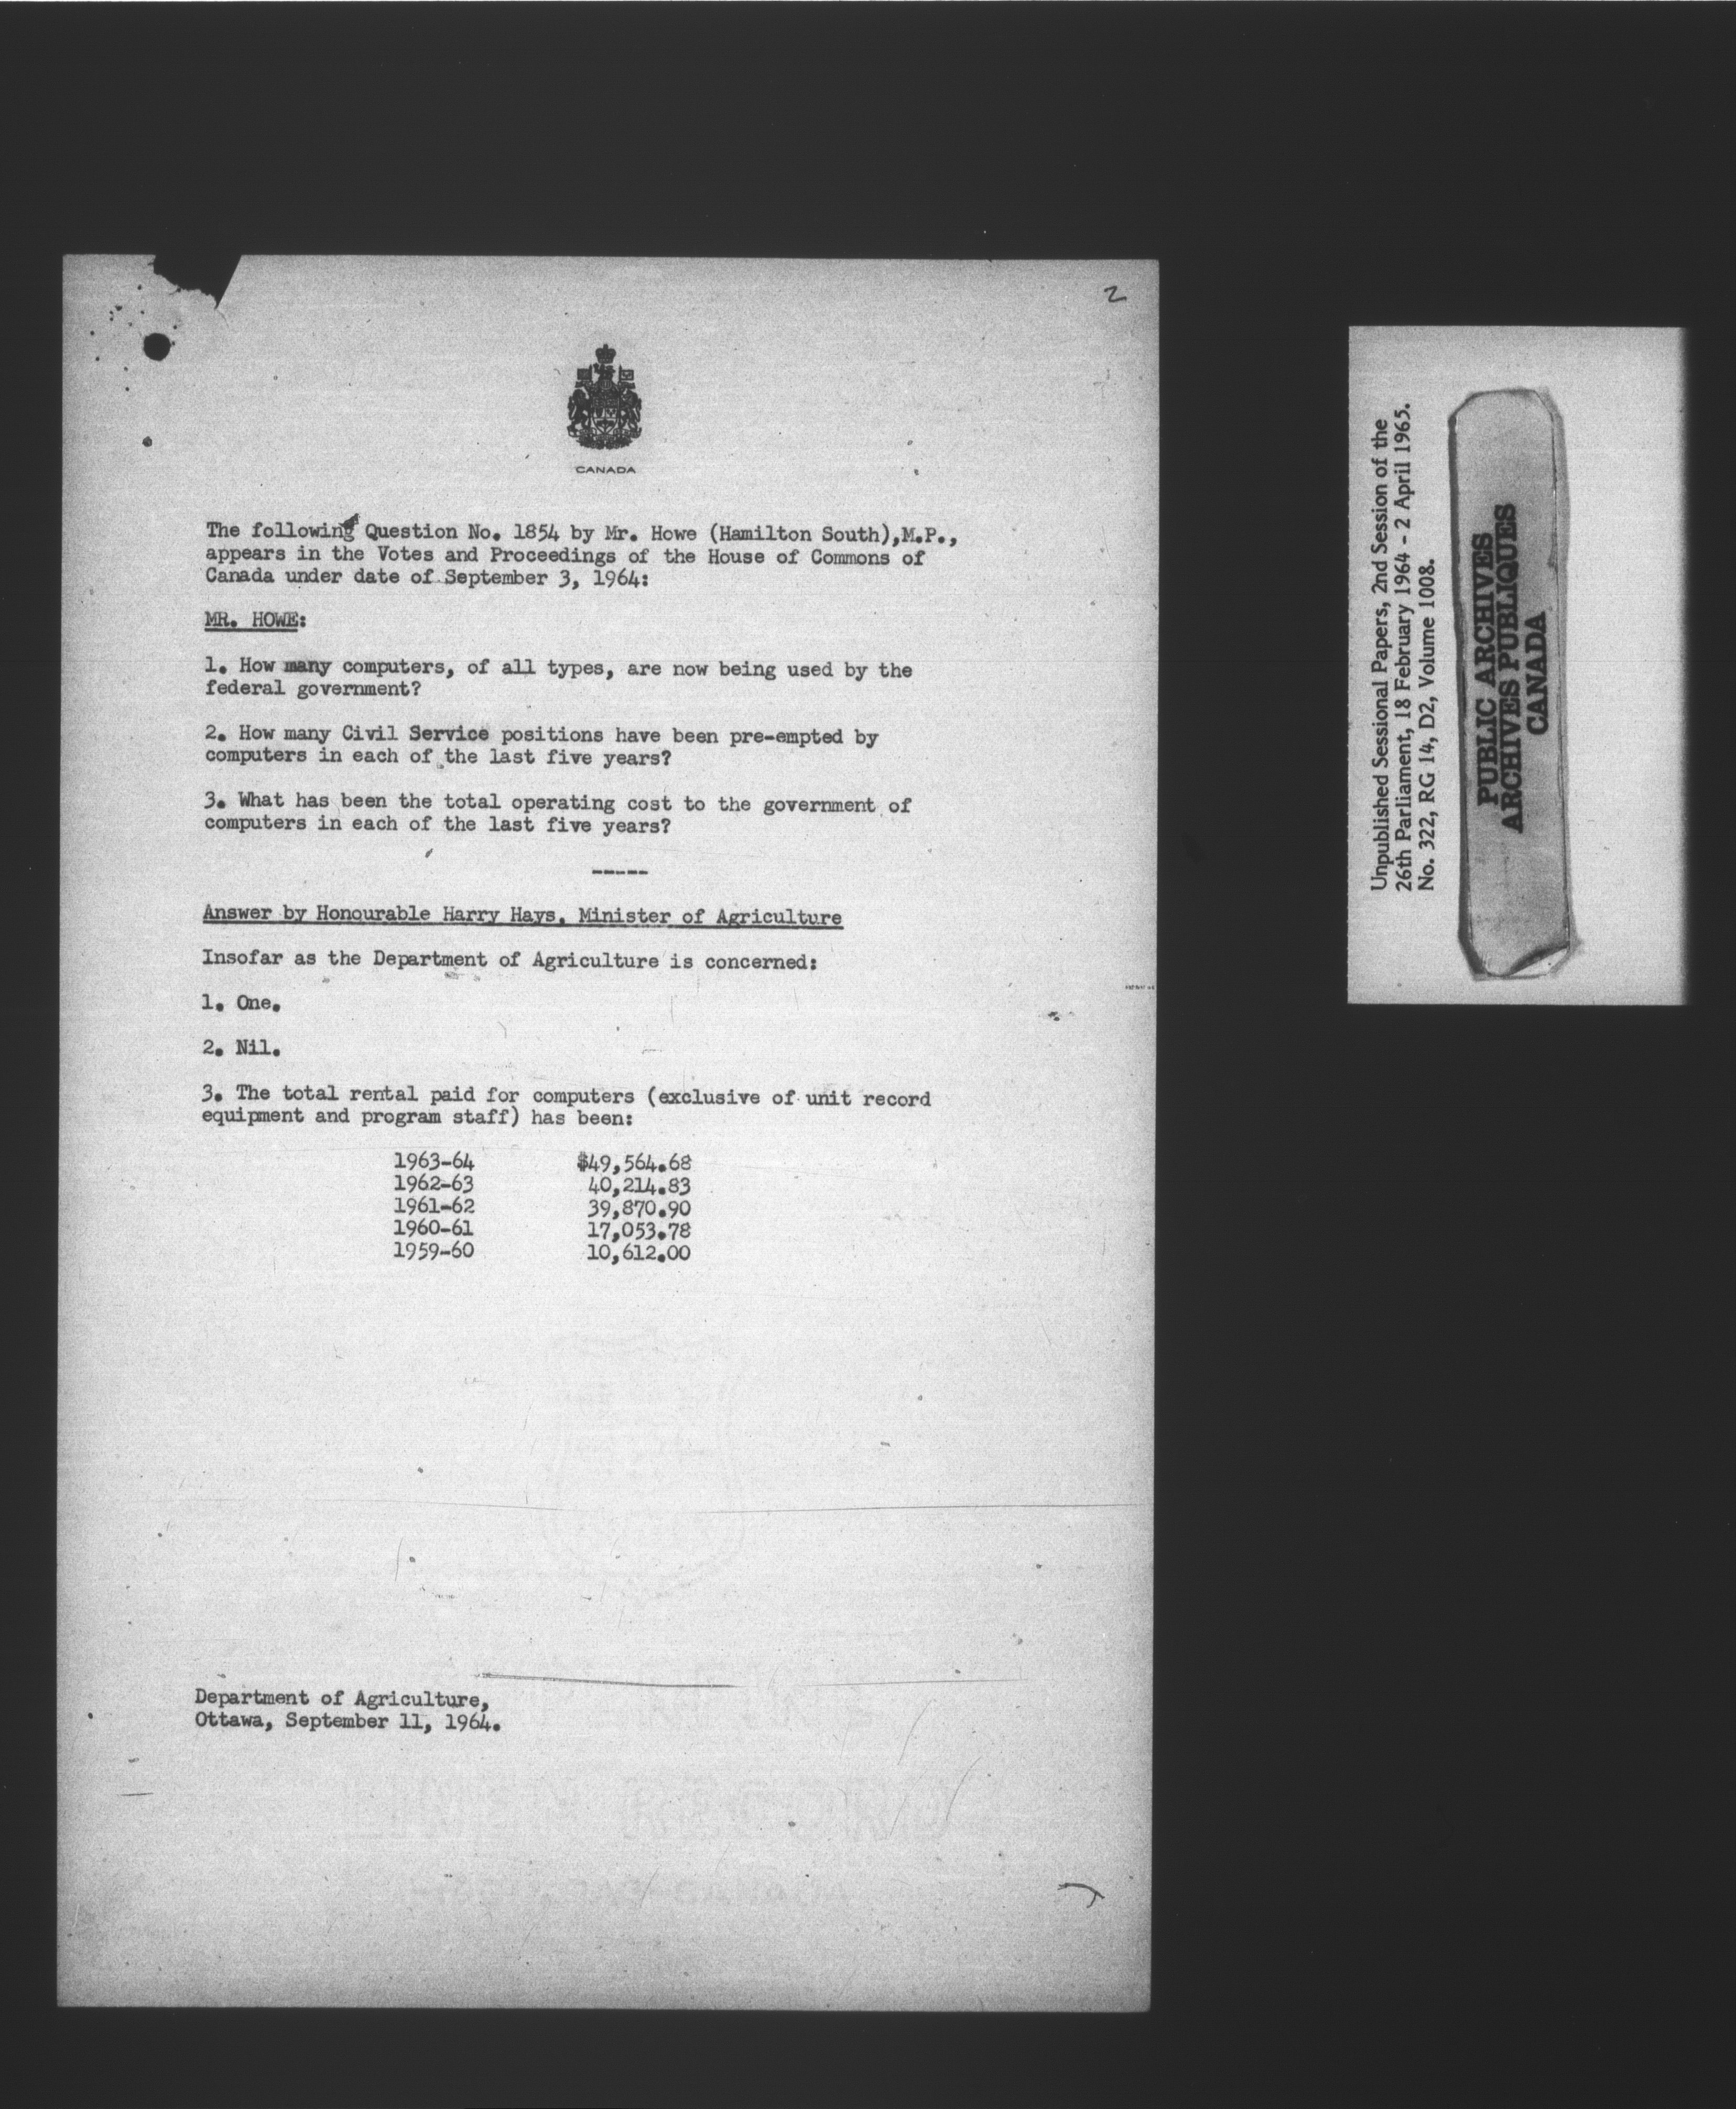 2
CANADA
The following Question No. 1854 by Mr. Howe (Hamilton South),M.P.,
appears in the Votes and Proceedings of the House of Commons of
Canada under date of September 3, 1964:
MR. HOWE:
1. How many computers, of all types, are now being used by the
federal government?
2. How many Civil Service positions have been pre-empted by
computers in each of the last five years?
3. What has been the total operating cost to the government of
computers in each of the last five years?
-----
Answer by Honourable Harry Hays, Minister of Agriculture
Insofar as the Department of Agriculture is concerned:
1. One.
2. Nil.
3. The total rental paid for computers (exclusive of unit record
equipment and program staff) has been:
1963-64 $49,564.68
1962-63 40,214.83
1961-62 39,870.90
1960-61 17,053.78
1959-60 10,612.00
Department of Agriculture,
Ottawa, September 11, 1964.
Unpublished Sessional Papers, 2nd Session of the
26th Parliament, 18 February 1964 - 2 April 1965.
No. 322, RG 14, D2, Volume 1008.
PUBLIC ARCHIVES
ARCHIVES PUBLIQUES
CANADA